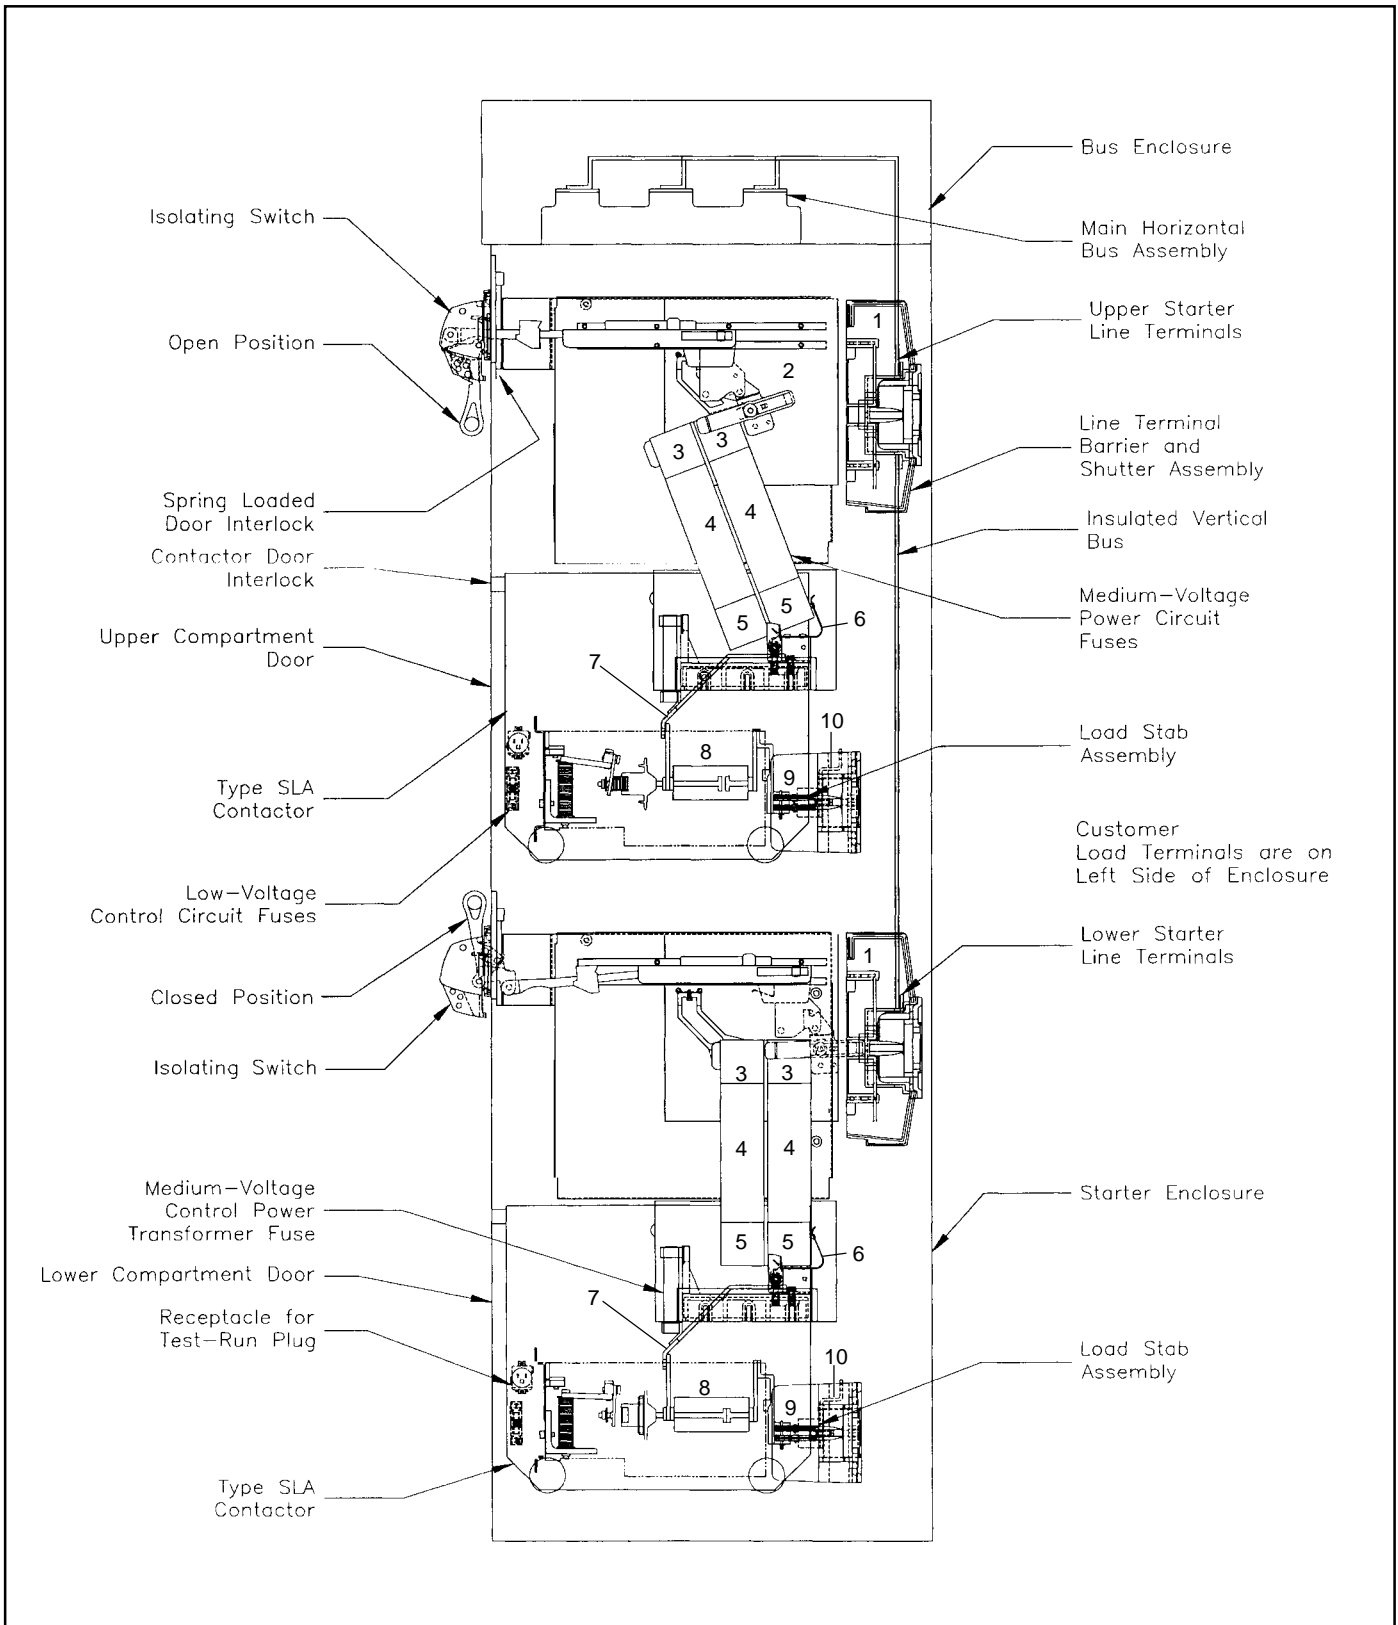 Bus Enclosure
Isolating Switch
Main Horizontal
Bus Assembly
Open Position
Upper Starter
Line Terminals
1
2
Line Terminal
Barrier and
Shutter Assembly
3
3
Spring Loaded
Door Interlock
4
4
Insulated Vertical
Bus
Contactor Door
Interlock
Medium-Voltage
Power Circuit
Fuses
5
5
6
Upper Compartment
Door
7
8
9
10
Load Stab
Assembly
Type SLA
Contactor
Customer
Load Terminals are on
Left Side of Enclosure
Low-Voltage
Control Circuit Fuses
Closed Position
1
Lower Starter
Line Terminals
Isolating Switch
3
3
4
4
Medium-Voltage
Control Power
Transformer Fuse
Starter Enclosure
5
5
6
Lower Compartment Door
7
Receptacle for
Test-Run Plug
8
9
10
Load Stab
Assembly
Type SLA
Contactor